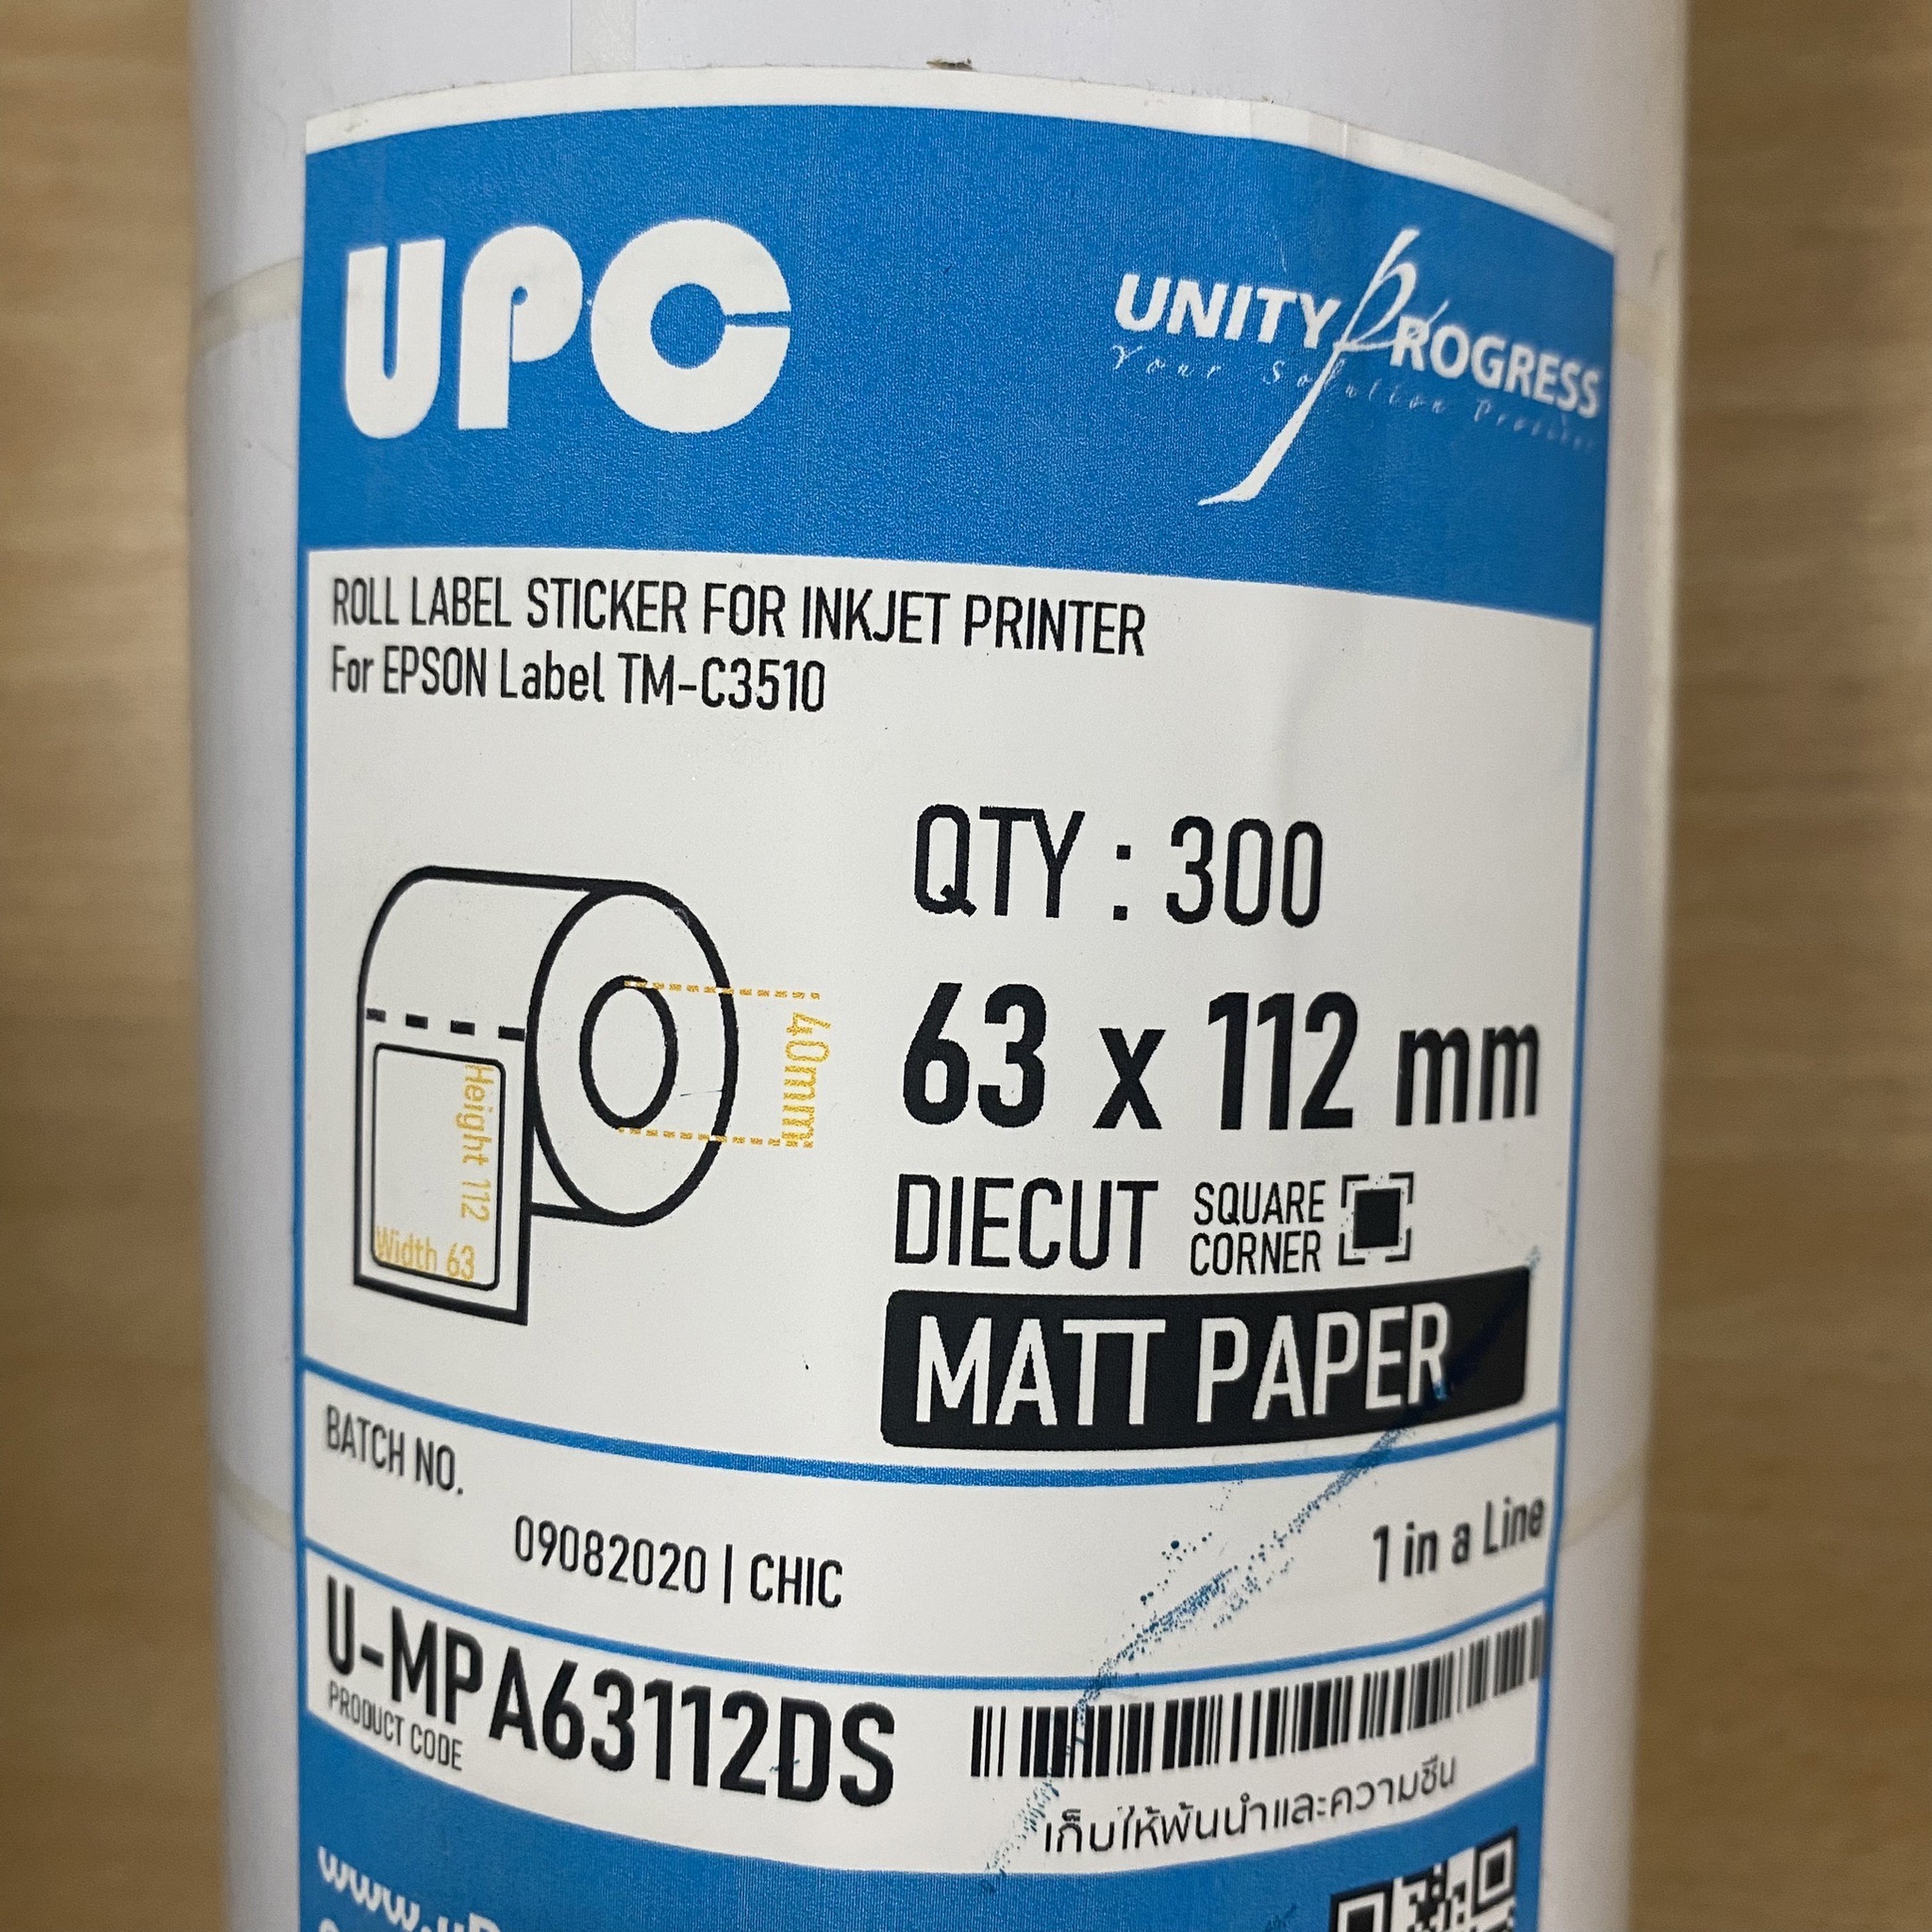 UPC
UNITY PROGRESS
Your Solution Provider
ROLL LABEL STICKER FOR INKJET PRINTER
For EPSON Label TM-C3510
QTY : 300
63 x 112 mm
40mm
Height 112
Width 63
DIECUT SQUARE CORNER
MATT PAPER
BATCH NO.
09082020 | CHIC
1 in a Line
U-MPA63112DS
PRODUCT CODE
เก็บให้พ้นน้ำและความชื้น